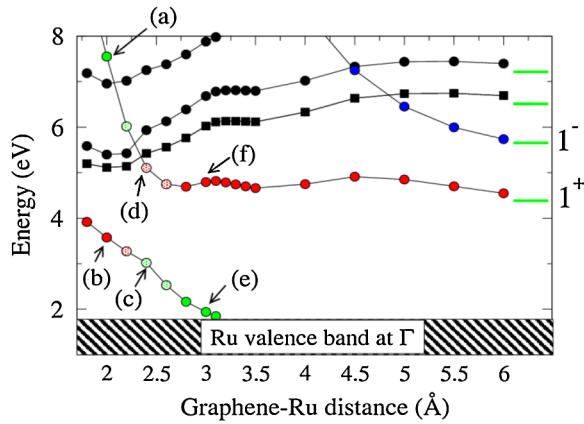 8
6
4
2
Energy (eV)
(a)
(b)
(c)
(d)
(e)
(f)
1⁻
1⁺
Ru valence band at Γ
2 2.5 3 3.5 4 4.5 5 5.5 6
Graphene-Ru distance (Å)